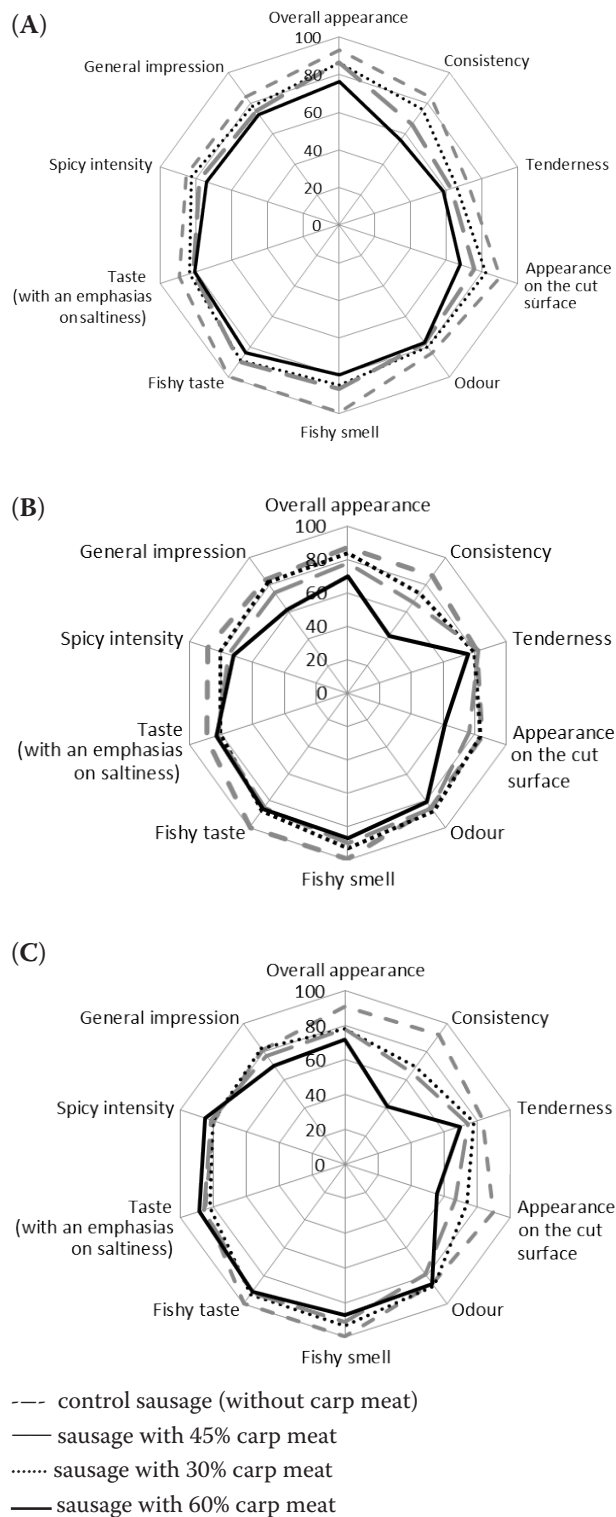 (A)
Overall appearance
100
General impression
Consistency
80
60
Spicy intensity
Tenderness
40
20
0
Taste
(with an emphasias
on saltiness)
Appearance
on the cut
surface
Fishy taste
Odour
Fishy smell
(B)
Overall appearance
100
General impression
Consistency
80
60
Spicy intensity
Tenderness
40
20
0
Taste
(with an emphasias
on saltiness)
Appearance
on the cut
surface
Fishy taste
Odour
Fishy smell
(C)
Overall appearance
100
General impression
Consistency
80
60
Spicy intensity
Tenderness
40
20
0
Taste
(with an emphasias
on saltiness)
Appearance
on the cut
surface
Fishy taste
Odour
Fishy smell
control sausage (without carp meat)
sausage with 45% carp meat
sausage with 30% carp meat
sausage with 60% carp meat